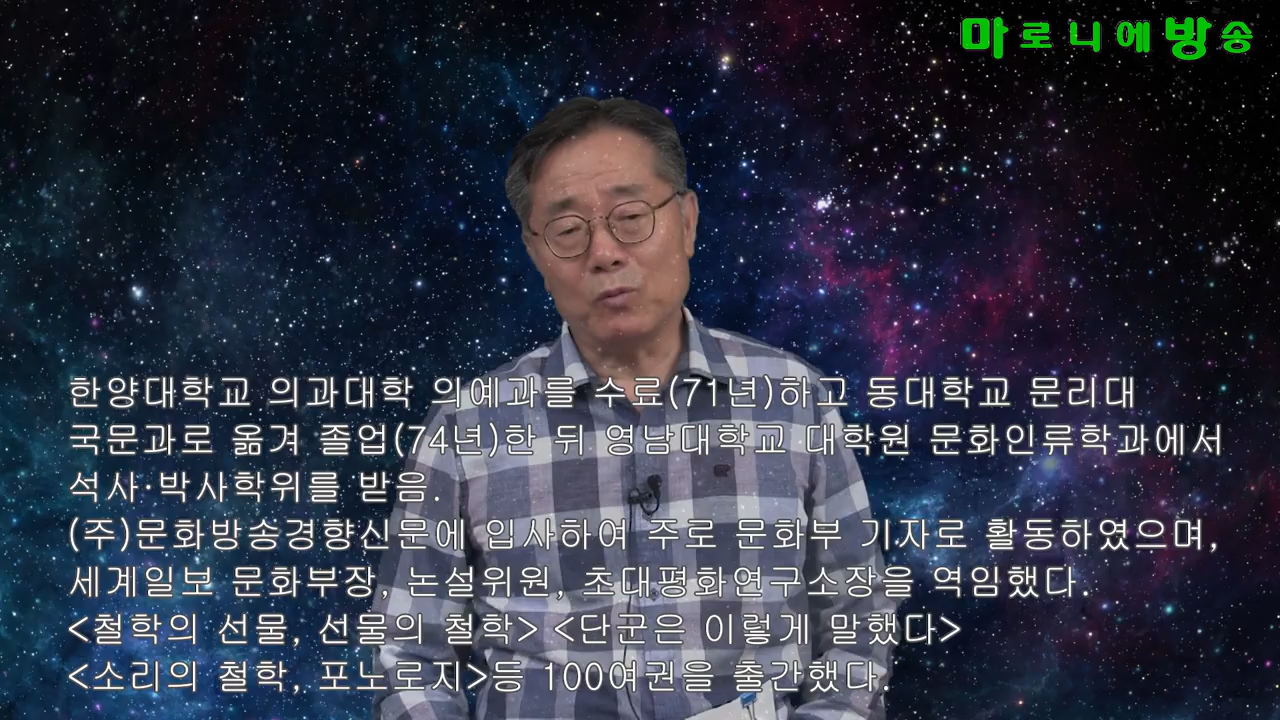 마로니에방송
한양대학교 의과대학 의예과를 수료(71년)하고 동대학교 문리대
국문과로 옮겨 졸업(74년)한 뒤 영남대학교 대학원 문화인류학과에서
석사·박사학위를 받음.
(주)문화방송경향신문에 입사하여 주로 문화부 기자로 활동하였으며,
세계일보 문화부장, 논설위원, 초대평화연구소장을 역임했다.
<철학의 선물, 선물의 철학> <단군은 이렇게 말했다>
<소리의 철학, 포노로지>등 100여권을 출간했다.